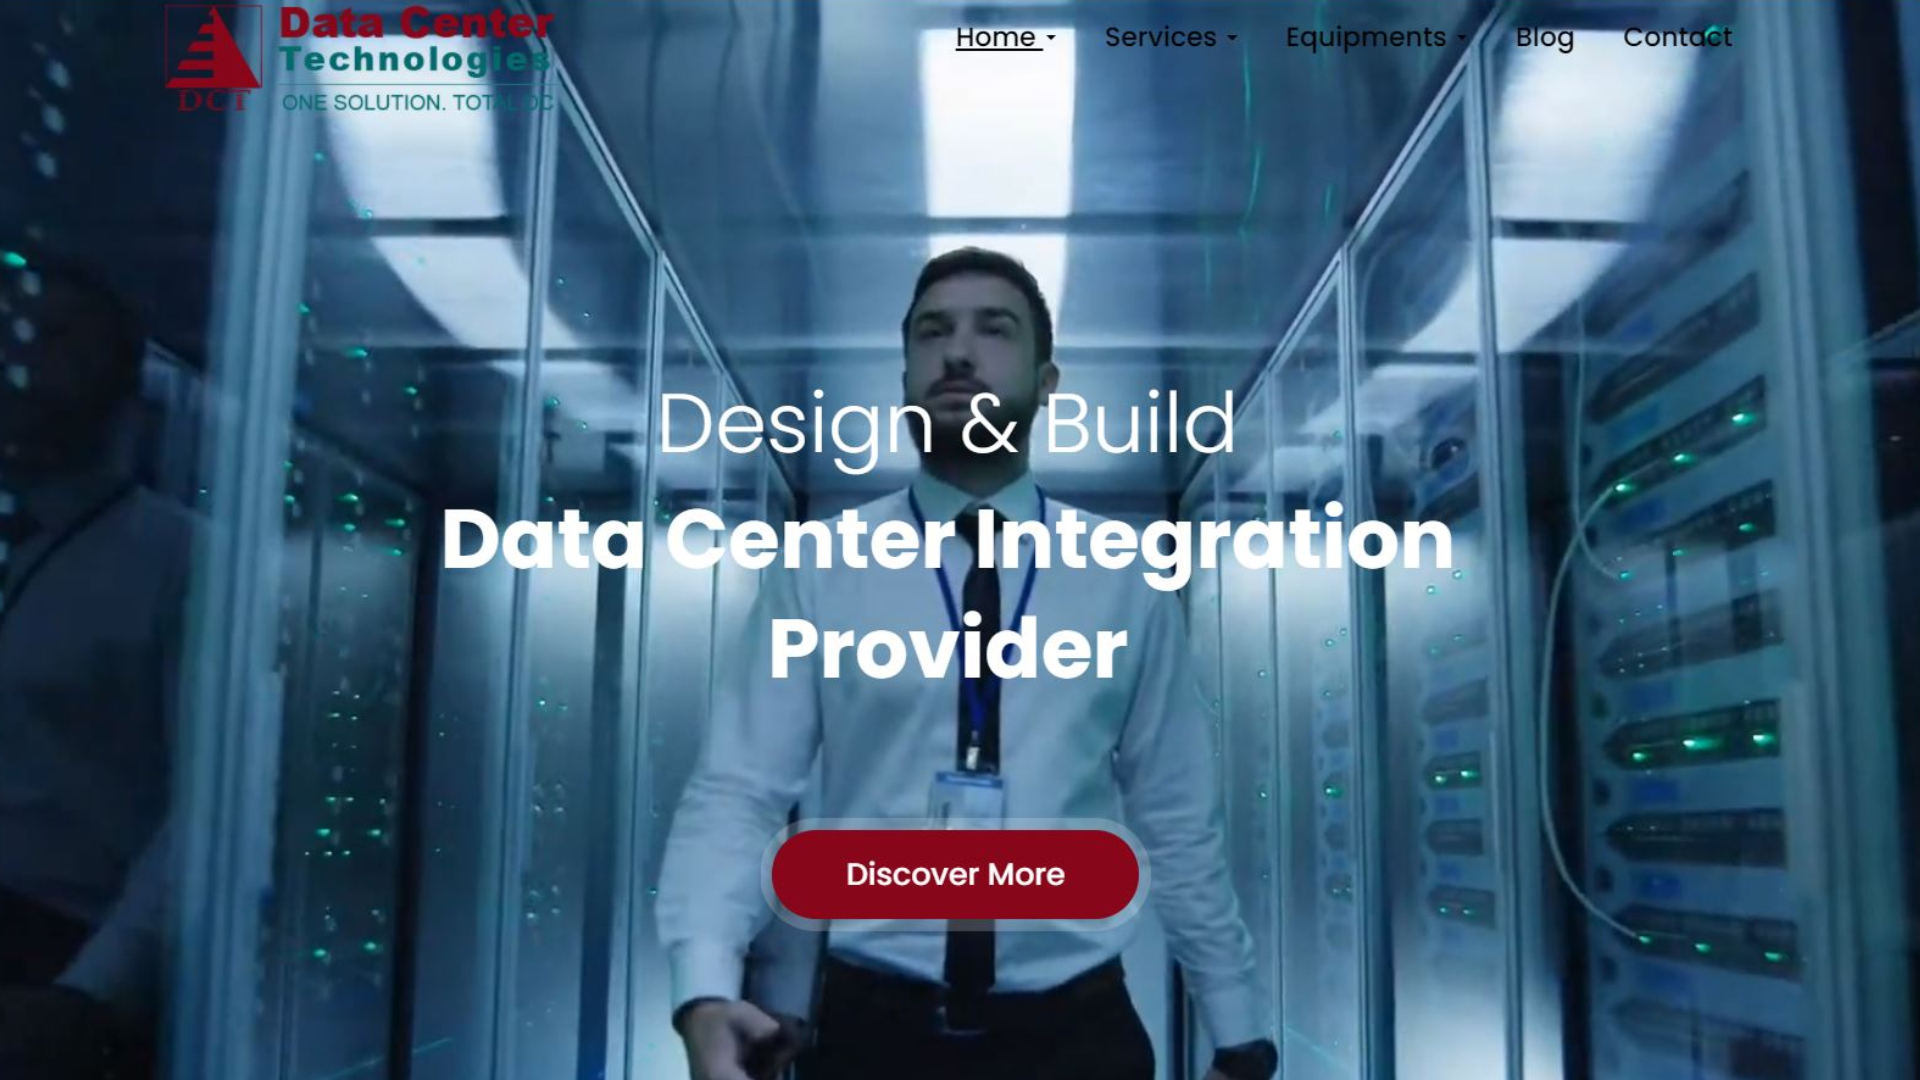 Data Center
Technologies
DCT
ONE SOLUTION. TOTAL DC
Home
Services
Equipments
Blog
Contact
Design & Build
Data Center Integration
Provider
Discover More